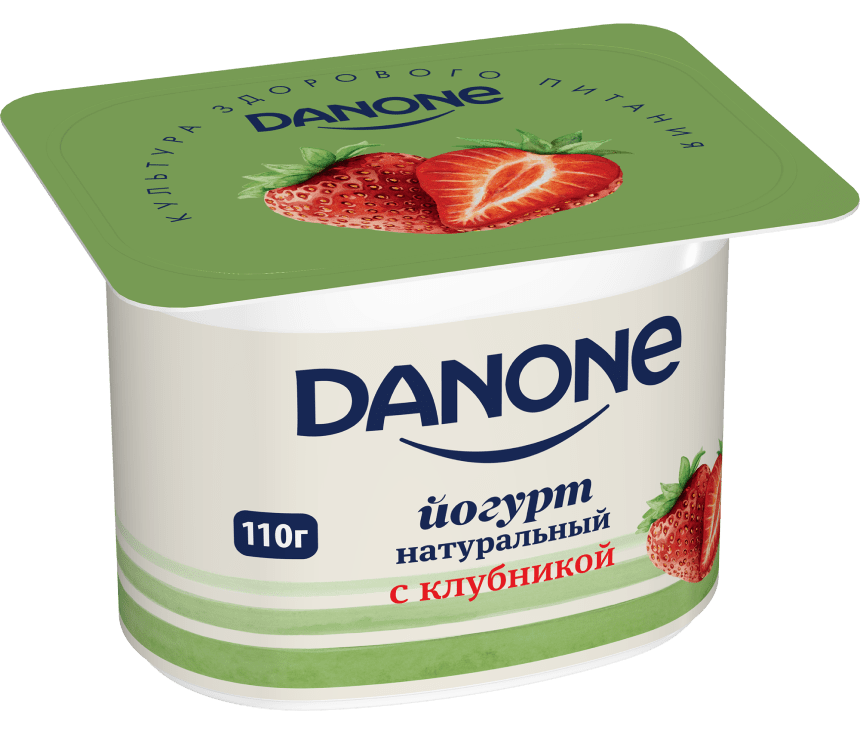 КУЛЬТУРА ЗДОРОВОГО ПИТАНИЯ
DANONE
DANONE
йогурт
натуральный
с клубникой
110г